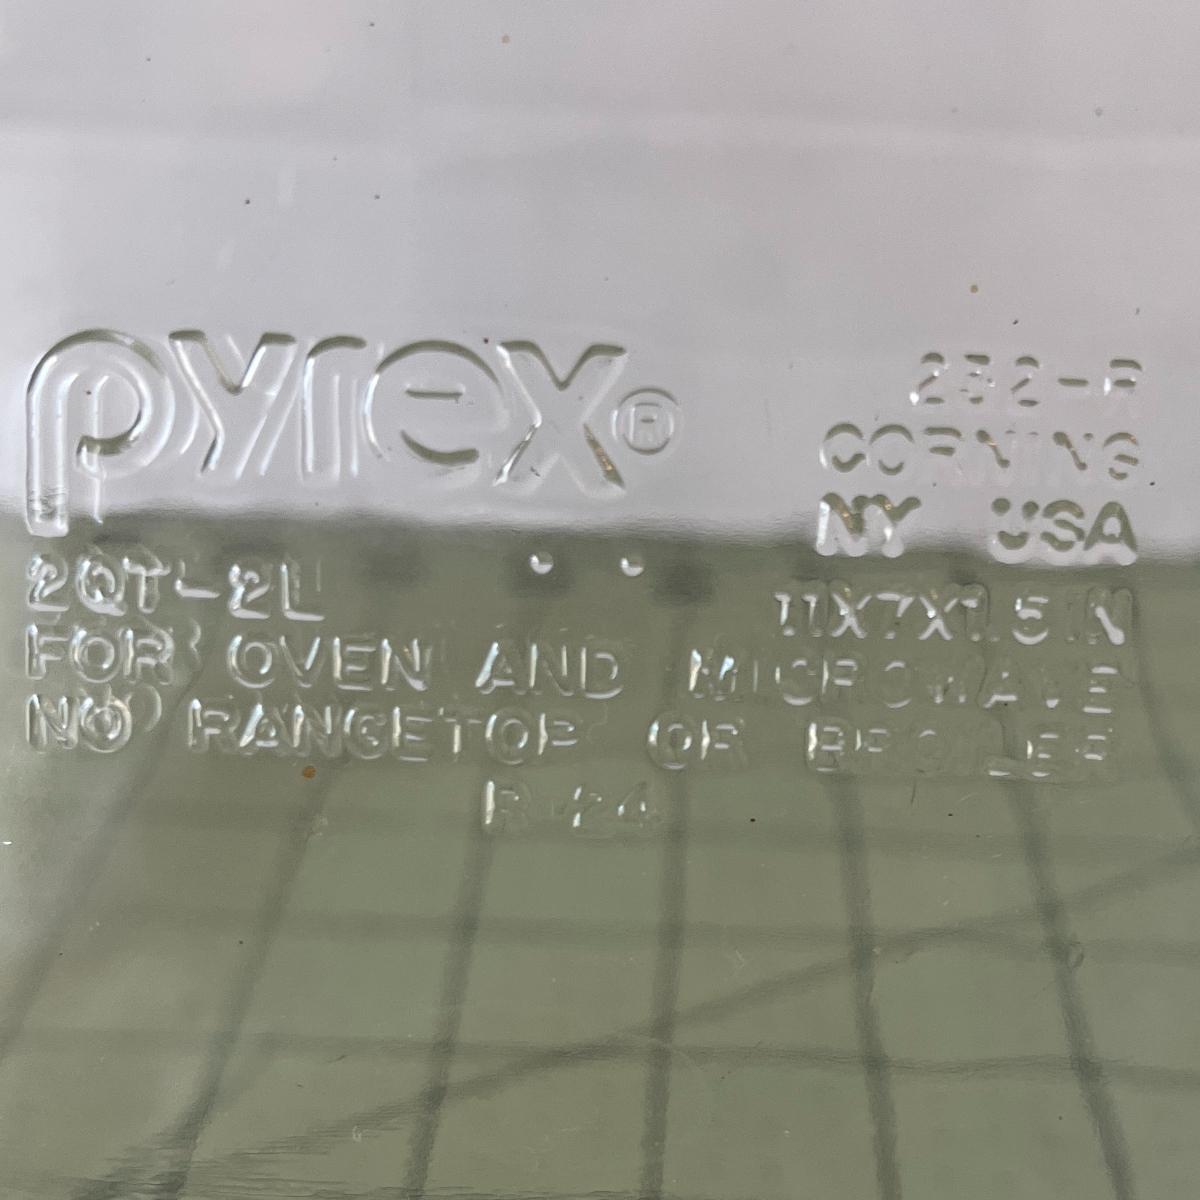 pyrex®
232-R
CORNING
NY USA
2QT-2L
11X7X1.5 IN
FOR OVEN AND MICROWAVE
NO RANGETOP OR BROILER
R-24